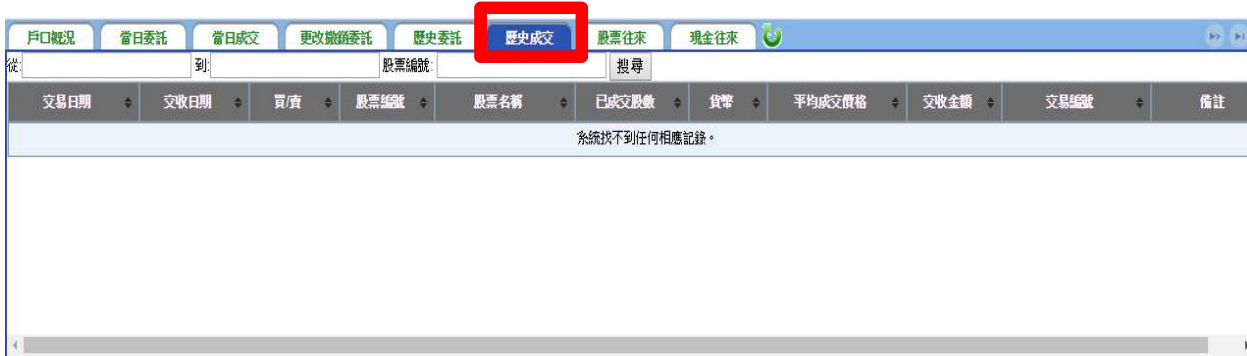 戶口概況 當日委託 當日成交 更改撤銷委託 歷史委託 歷史成交 股票往來 現金往來
從: 到: 股票編號: 搜尋
交易日期 交收日期 買/賣 股票編號 股票名稱 已成交股數 貨幣 平均成交價格 交收金額 交易編號 備註
系統找不到任何相應記錄。